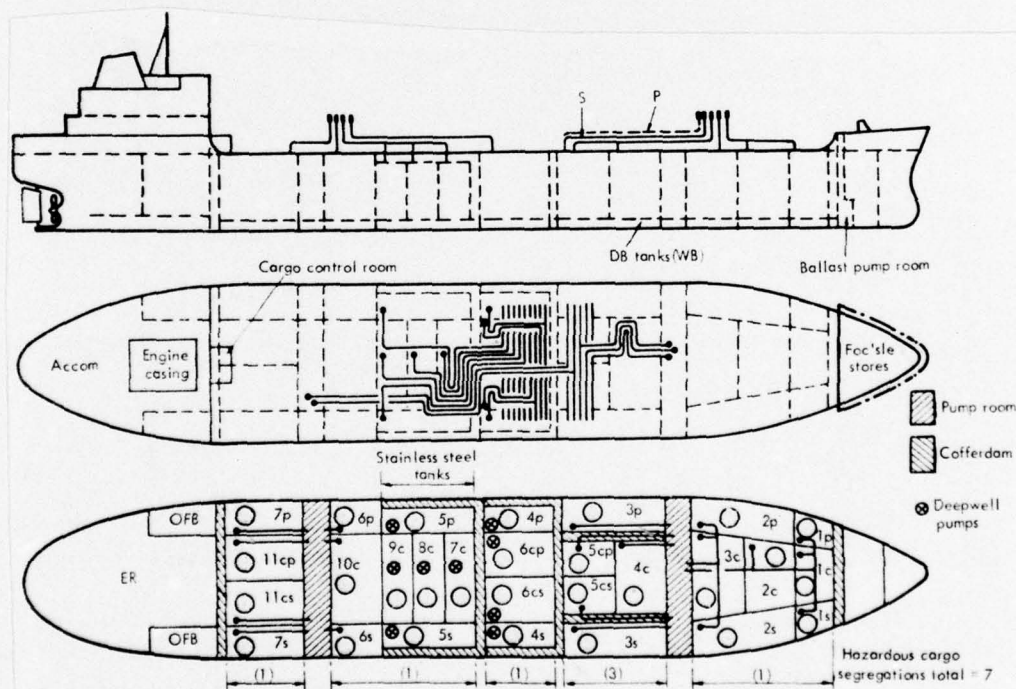 S P
DB tanks (WB)
Ballast pump room
Cargo control room
Accom
Engine
casing
Foc'sle
stores
Pump room
Cofferdam
Deepwell
pumps
Stainless steel
tanks
OFB 7p 6p 5p 4p 3p 2p 1p
9c 8c 7c
11cp 10c 6cp 5cp 3c 1c
ER 4c
11cs 6cs 5cs 2c
OFB 7s 6s 5s 4s 3s 2s 1s
Hazardous cargo
segregations total = 7
(1) (1) (1) (3) (1)